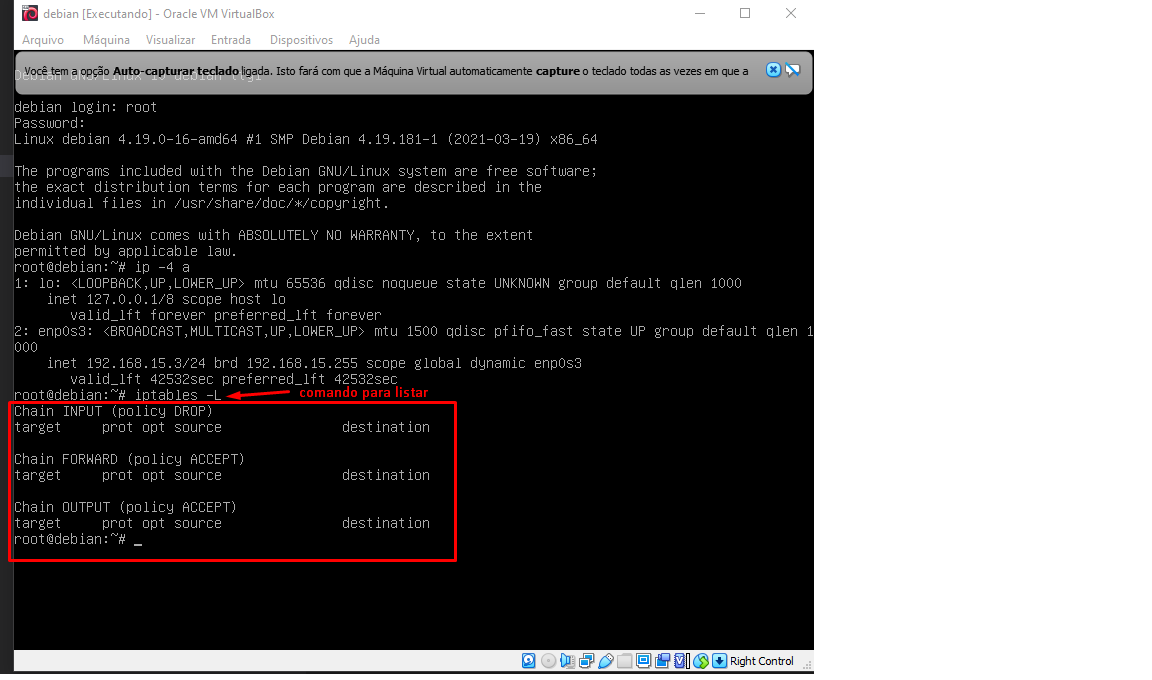 debian [Executando] - Oracle VM VirtualBox
Arquivo Máquina Visualizar Entrada Dispositivos Ajuda
Você tem a opção Auto-capturar teclado ligada. Isto fará com que a Máquina Virtual automaticamente capture o teclado todas as vezes em que a
debian login: root
Password:
Linux debian 4.19.0-16-amd64 #1 SMP Debian 4.19.181-1 (2021-03-19) x86_64
The programs included with the Debian GNU/Linux system are free software;
the exact distribution terms for each program are described in the
individual files in /usr/share/doc/*/copyright.
Debian GNU/Linux comes with ABSOLUTELY NO WARRANTY, to the extent
permitted by applicable law.
root@debian:~# ip -4 a
1: lo: <LOOPBACK,UP,LOWER_UP> mtu 65536 qdisc noqueue state UNKNOWN group default qlen 1000
inet 127.0.0.1/8 scope host lo
valid_lft forever preferred_lft forever
2: enp0s3: <BROADCAST,MULTICAST,UP,LOWER_UP> mtu 1500 qdisc pfifo_fast state UP group default qlen 1
000
inet 192.168.15.3/24 brd 192.168.15.255 scope global dynamic enp0s3
valid_lft 42532sec preferred_lft 42532sec
root@debian:~# iptables -L comando para listar
Chain INPUT (policy DROP)
target prot opt source destination
Chain FORWARD (policy ACCEPT)
target prot opt source destination
Chain OUTPUT (policy ACCEPT)
target prot opt source destination
root@debian:~# _
Right Control